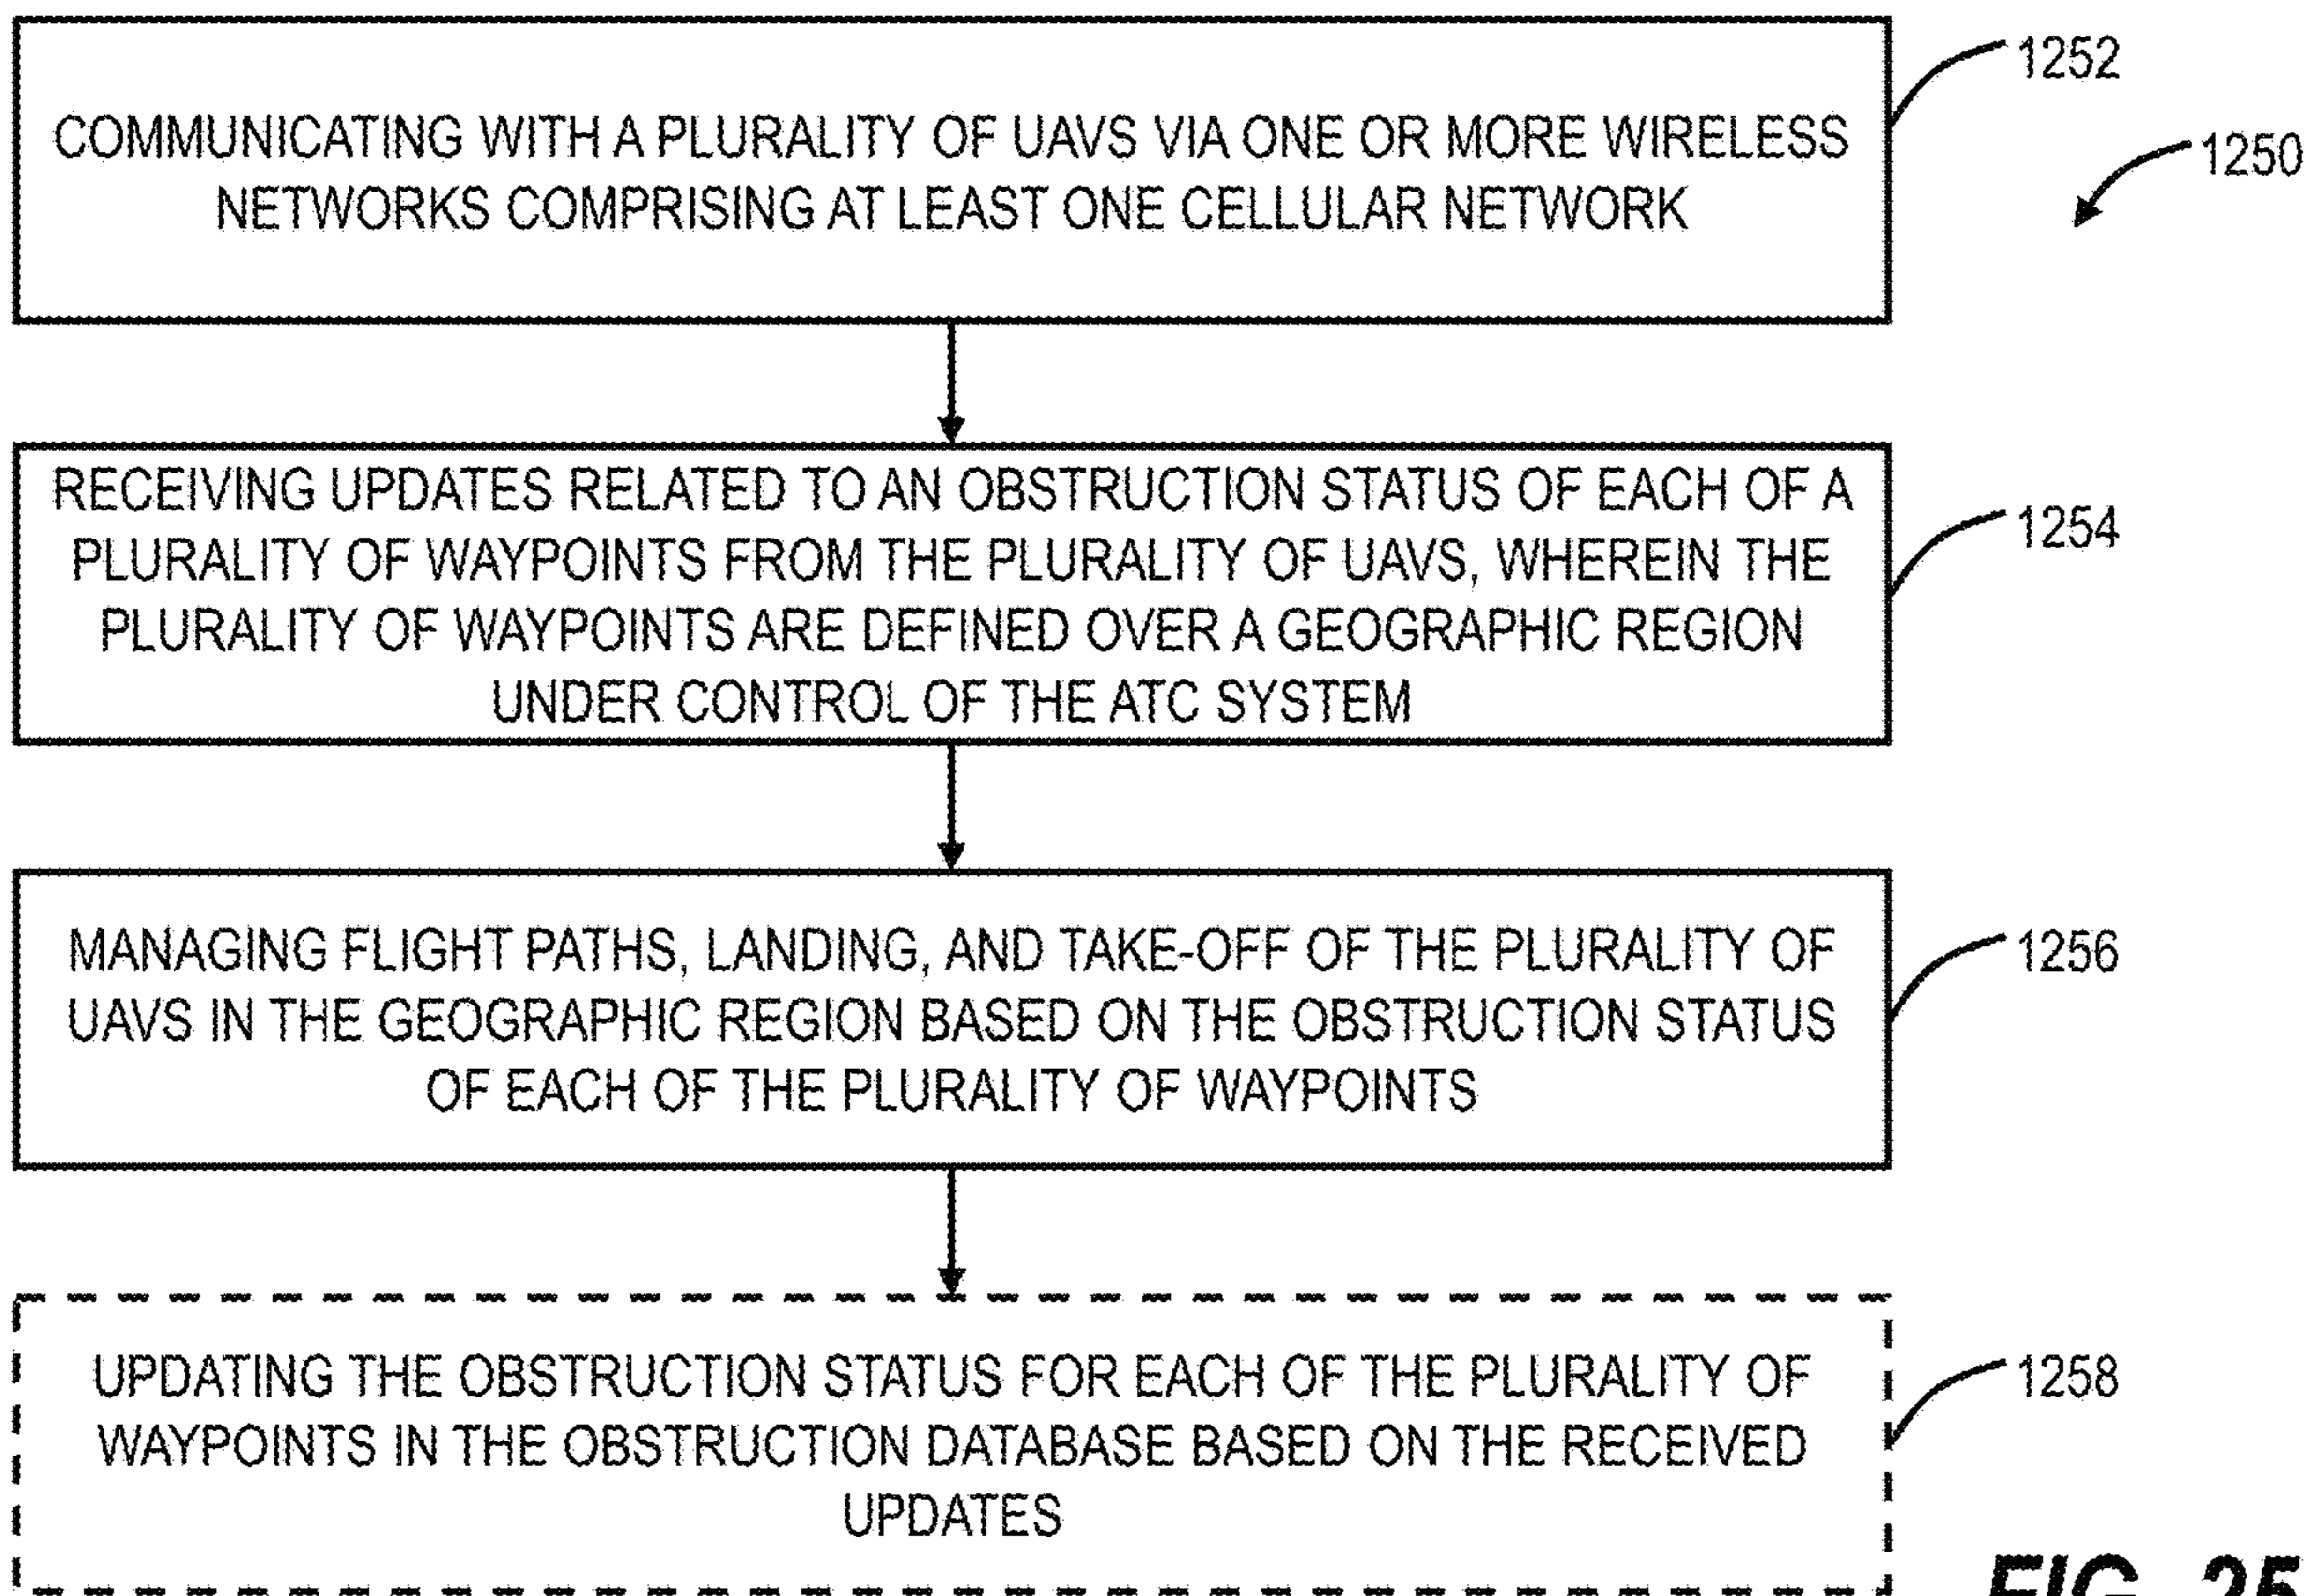 COMMUNICATING WITH A PLURALITY OF UAVS VIA ONE OR MORE WIRELESS
NETWORKS COMPRISING AT LEAST ONE CELLULAR NETWORK
1252
1250
RECEIVING UPDATES RELATED TO AN OBSTRUCTION STATUS OF EACH OF A
PLURALITY OF WAYPOINTS FROM THE PLURALITY OF UAVS, WHEREIN THE
PLURALITY OF WAYPOINTS ARE DEFINED OVER A GEOGRAPHIC REGION
UNDER CONTROL OF THE ATC SYSTEM
1254
MANAGING FLIGHT PATHS, LANDING, AND TAKE-OFF OF THE PLURALITY OF
UAVS IN THE GEOGRAPHIC REGION BASED ON THE OBSTRUCTION STATUS
OF EACH OF THE PLURALITY OF WAYPOINTS
1256
UPDATING THE OBSTRUCTION STATUS FOR EACH OF THE PLURALITY OF
WAYPOINTS IN THE OBSTRUCTION DATABASE BASED ON THE RECEIVED
UPDATES
1258
FIG. 25